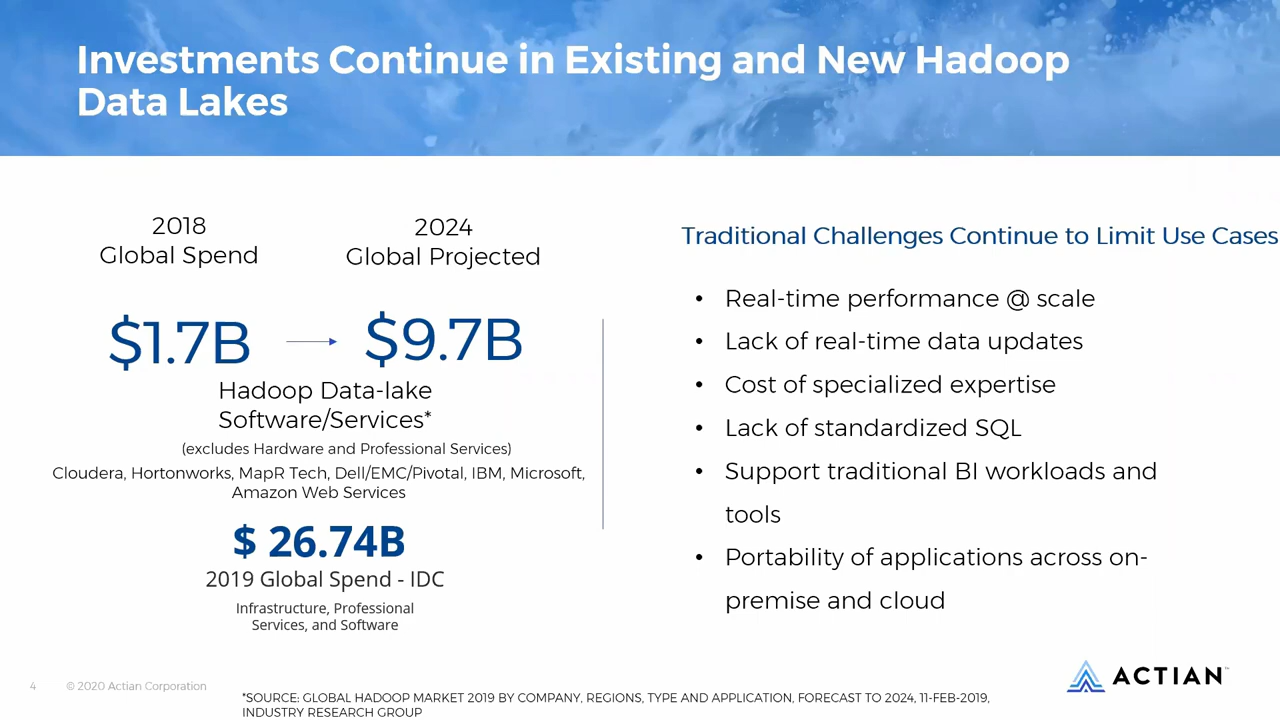 Investments Continue in Existing and New Hadoop
Data Lakes
2018
Global Spend
2024
Global Projected
$1.7B
$9.7B
Hadoop Data-lake
Software/Services*
(excludes Hardware and Professional Services)
Cloudera, Hortonworks, MapR Tech, Dell/EMC/Pivotal, IBM, Microsoft,
Amazon Web Services
$ 26.74B
2019 Global Spend - IDC
Infrastructure, Professional
Services, and Software
Traditional Challenges Continue to Limit Use Cases
• Real-time performance @ scale
• Lack of real-time data updates
• Cost of specialized expertise
• Lack of standardized SQL
• Support traditional BI workloads and
tools
• Portability of applications across on-
premise and cloud
4
© 2020 Actian Corporation
*SOURCE: GLOBAL HADOOP MARKET 2019 BY COMPANY, REGIONS, TYPE AND APPLICATION, FORECAST TO 2024, 11-FEB-2019,
INDUSTRY RESEARCH GROUP
ACTIAN™